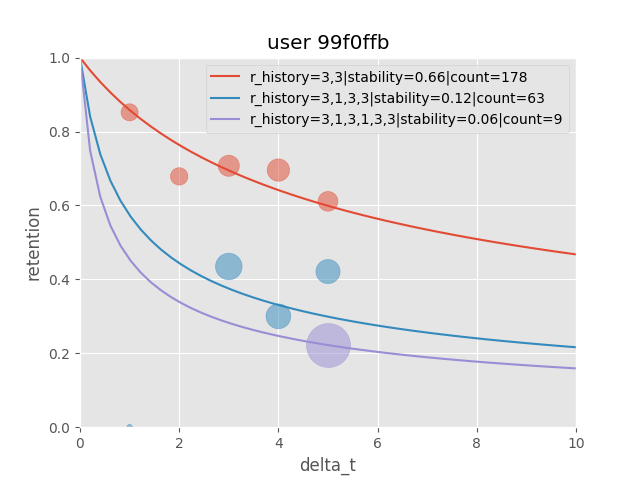 user 99f0ffb
r_history=3,3|stability=0.66|count=178
r_history=3,1,3,3|stability=0.12|count=63
r_history=3,1,3,1,3,3|stability=0.06|count=9
retention
1.0
0.8
0.6
0.4
0.2
0.0
0 2 4 6 8 10
delta_t